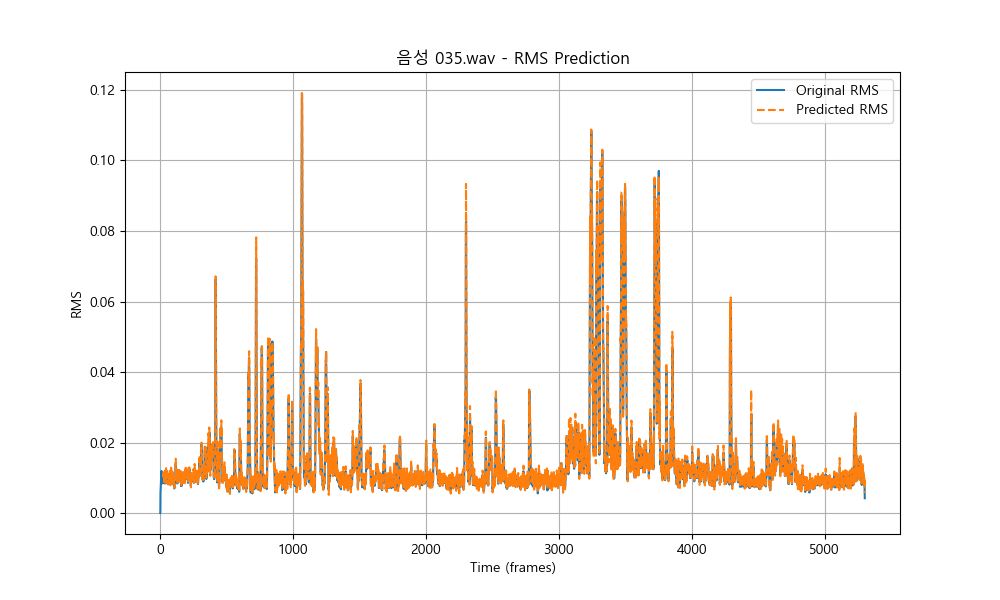 음성 035.wav - RMS Prediction
Original RMS
Predicted RMS
RMS
0.12
0.10
0.08
0.06
0.04
0.02
0.00
0 1000 2000 3000 4000 5000
Time (frames)